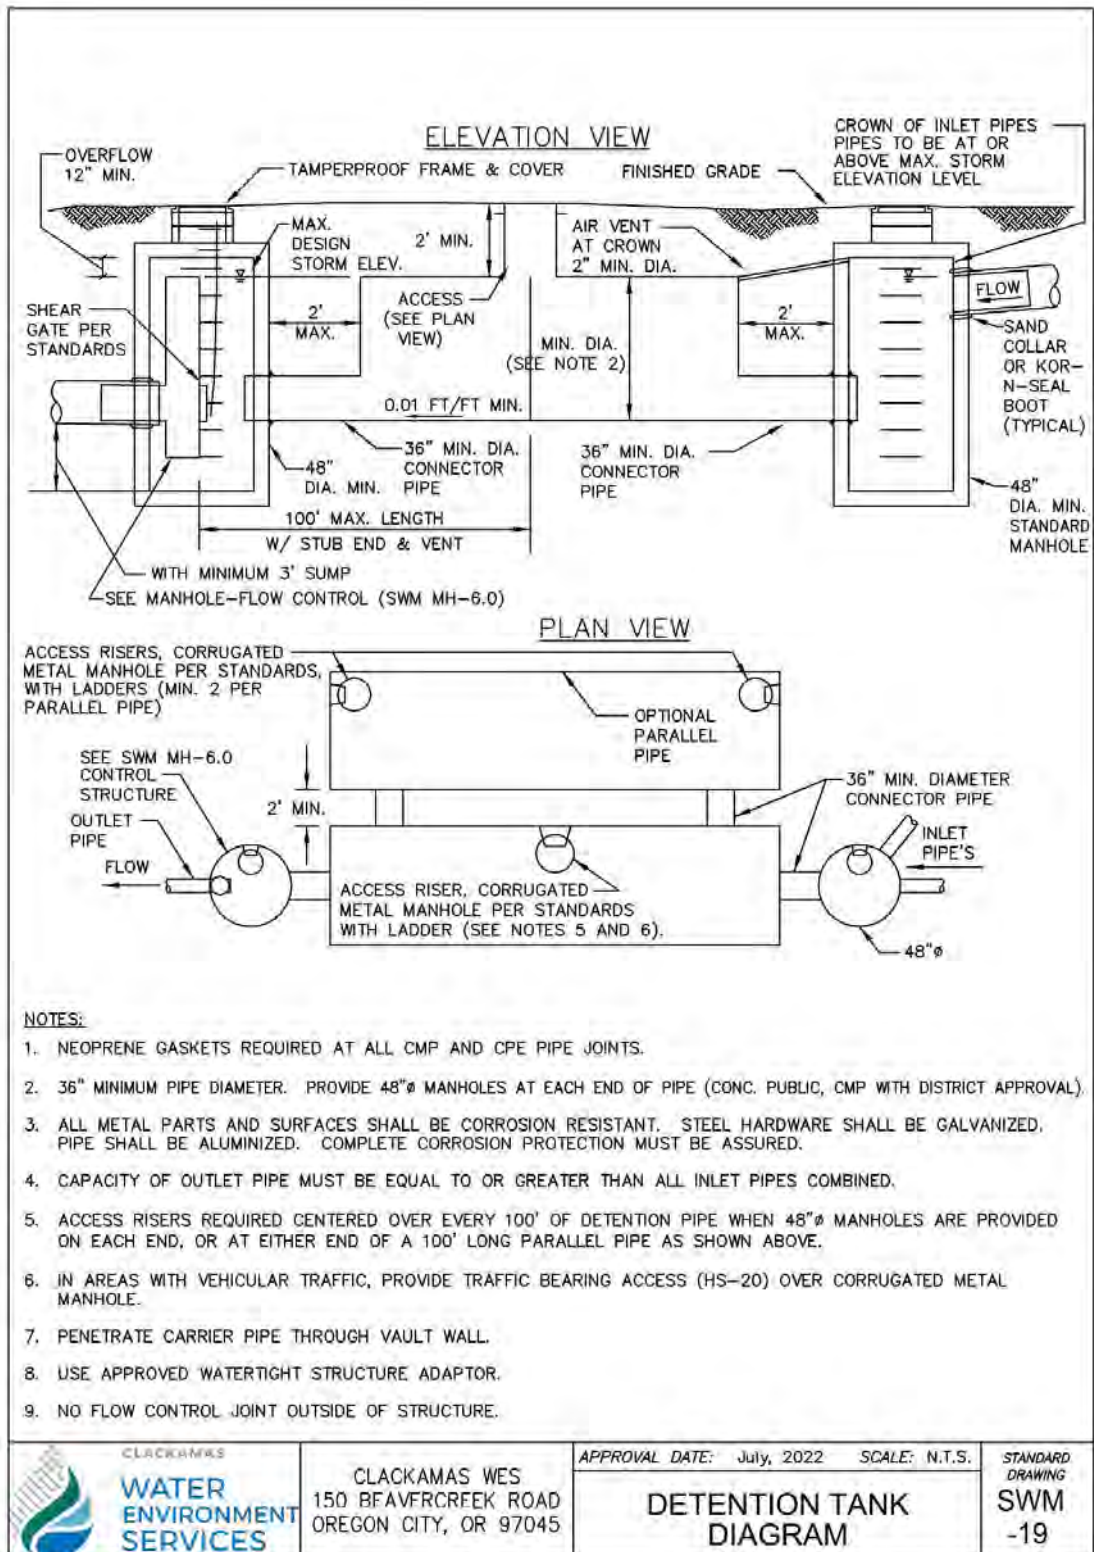 ELEVATION VIEW
OVERFLOW
12" MIN.
TAMPERPROOF FRAME & COVER
FINISHED GRADE
CROWN OF INLET PIPES
PIPES TO BE AT OR
ABOVE MAX. STORM
ELEVATION LEVEL
MAX.
DESIGN
STORM ELEV.
2' MIN.
AIR VENT
AT CROWN
2" MIN. DIA.
SHEAR
GATE PER
STANDARDS
2'
MAX.
ACCESS
(SEE PLAN
VIEW)
MIN. DIA.
(SEE NOTE 2)
2'
MAX.
FLOW
SAND
COLLAR
OR KOR-
N-SEAL
BOOT
(TYPICAL)
0.01 FT/FT MIN.
48"
DIA. MIN.
36" MIN. DIA.
CONNECTOR
PIPE
36" MIN. DIA.
CONNECTOR
PIPE
48"
DIA. MIN.
STANDARD
MANHOLE
100' MAX. LENGTH
W/ STUB END & VENT
WITH MINIMUM 3' SUMP
SEE MANHOLE-FLOW CONTROL (SWM MH-6.0)
PLAN VIEW
ACCESS RISERS, CORRUGATED
METAL MANHOLE PER STANDARDS,
WITH LADDERS (MIN. 2 PER
PARALLEL PIPE)
OPTIONAL
PARALLEL
PIPE
SEE SWM MH-6.0
CONTROL
STRUCTURE
2' MIN.
36" MIN. DIAMETER
CONNECTOR PIPE
OUTLET
PIPE
FLOW
INLET
PIPE'S
ACCESS RISER, CORRUGATED
METAL MANHOLE PER STANDARDS
WITH LADDER (SEE NOTES 5 AND 6).
48"ø
NOTES:
1. NEOPRENE GASKETS REQUIRED AT ALL CMP AND CPE PIPE JOINTS.
2. 36" MINIMUM PIPE DIAMETER. PROVIDE 48"ø MANHOLES AT EACH END OF PIPE (CONC. PUBLIC, CMP WITH DISTRICT APPROVAL)
3. ALL METAL PARTS AND SURFACES SHALL BE CORROSION RESISTANT. STEEL HARDWARE SHALL BE GALVANIZED.
PIPE SHALL BE ALUMINIZED. COMPLETE CORROSION PROTECTION MUST BE ASSURED.
4. CAPACITY OF OUTLET PIPE MUST BE EQUAL TO OR GREATER THAN ALL INLET PIPES COMBINED.
5. ACCESS RISERS REQUIRED CENTERED OVER EVERY 100' OF DETENTION PIPE WHEN 48"ø MANHOLES ARE PROVIDED
ON EACH END, OR AT EITHER END OF A 100' LONG PARALLEL PIPE AS SHOWN ABOVE.
6. IN AREAS WITH VEHICULAR TRAFFIC, PROVIDE TRAFFIC BEARING ACCESS (HS-20) OVER CORRUGATED METAL
MANHOLE.
7. PENETRATE CARRIER PIPE THROUGH VAULT WALL.
8. USE APPROVED WATERTIGHT STRUCTURE ADAPTOR.
9. NO FLOW CONTROL JOINT OUTSIDE OF STRUCTURE.
CLACKAMAS
WATER
ENVIRONMENT
SERVICES
CLACKAMAS WES
150 BEAVERCREEK ROAD
OREGON CITY, OR 97045
APPROVAL DATE: July, 2022 SCALE: N.T.S.
DETENTION TANK
DIAGRAM
STANDARD
DRAWING
SWM
-19